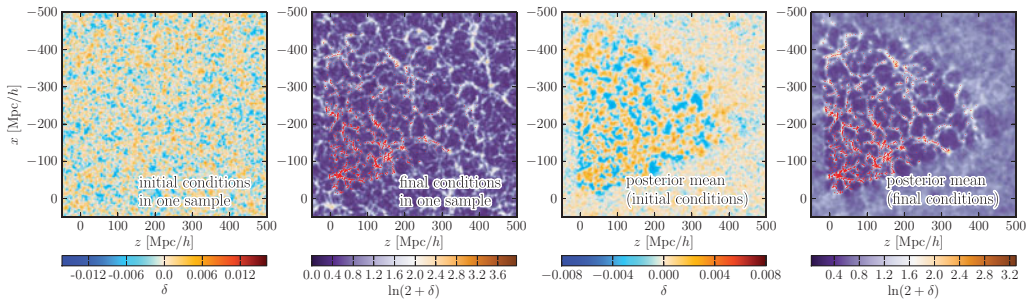 −500 −500 −500 −500
−400 −400 −400 −400
−300 −300 −300 −300
x [Mpc/h]
−200 −200 −200 −200
−100 −100 −100 −100
initial conditions
in one sample
final conditions
in one sample
posterior mean
(initial conditions)
posterior mean
(final conditions)
0 0 0 0
0 100 200 300 400 500
0 100 200 300 400 500
0 100 200 300 400 500
0 100 200 300 400 500
z [Mpc/h] z [Mpc/h] z [Mpc/h] z [Mpc/h]
-0.012 -0.006 0.0 0.006 0.012
0.0 0.4 0.8 1.2 1.6 2.0 2.4 2.8 3.2 3.6
−0.008 −0.004 0.000 0.004 0.008
0.4 0.8 1.2 1.6 2.0 2.4 2.8 3.2
δ ln(2 + δ) δ ln(2 + δ)